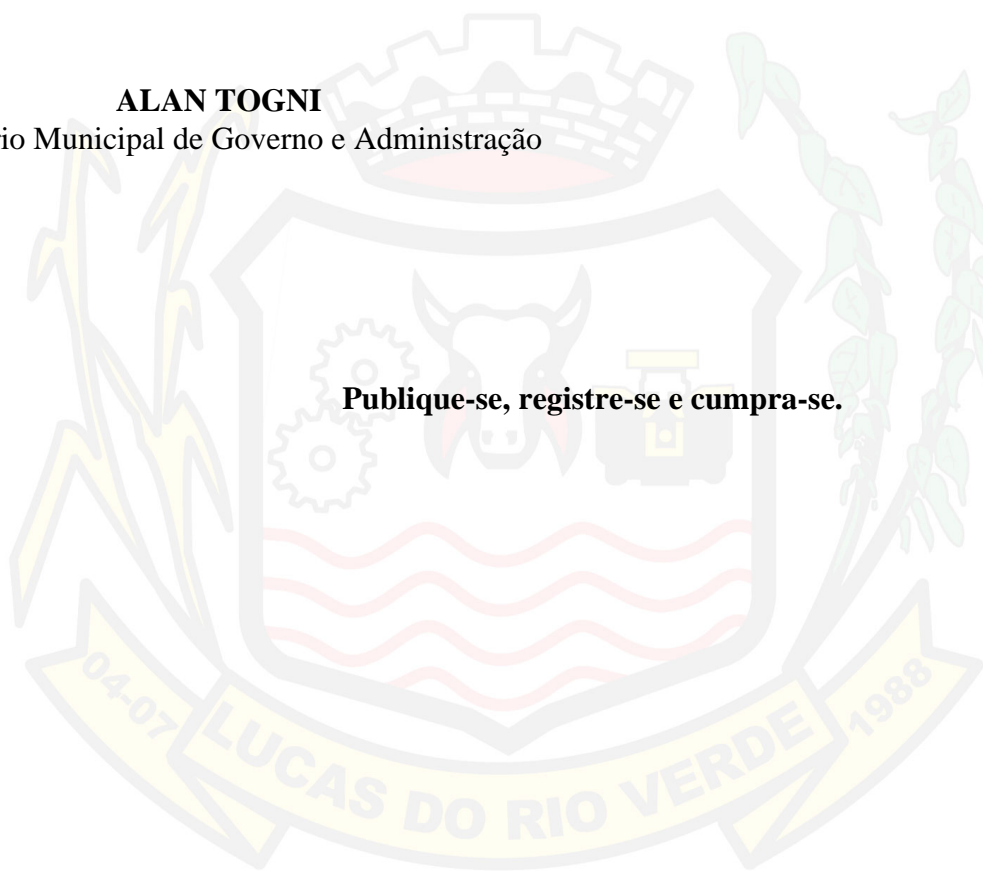 ALAN TOGNI
rio Municipal de Governo e Administração
Publique-se, registre-se e cumpra-se.
04-07
LUCAS DO RIO VERDE
1988